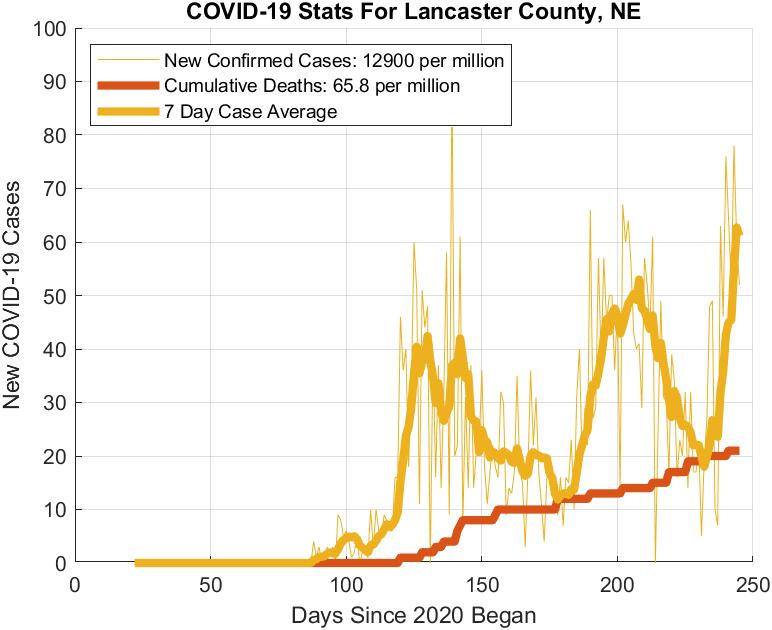 COVID-19 Stats For Lancaster County, NE
100
90
80
70
60
50
40
30
20
10
0
New Confirmed Cases: 12900 per million
Cumulative Deaths: 65.8 per million
7 Day Case Average
New COVID-19 Cases
0 50 100 150 200 250
Days Since 2020 Began